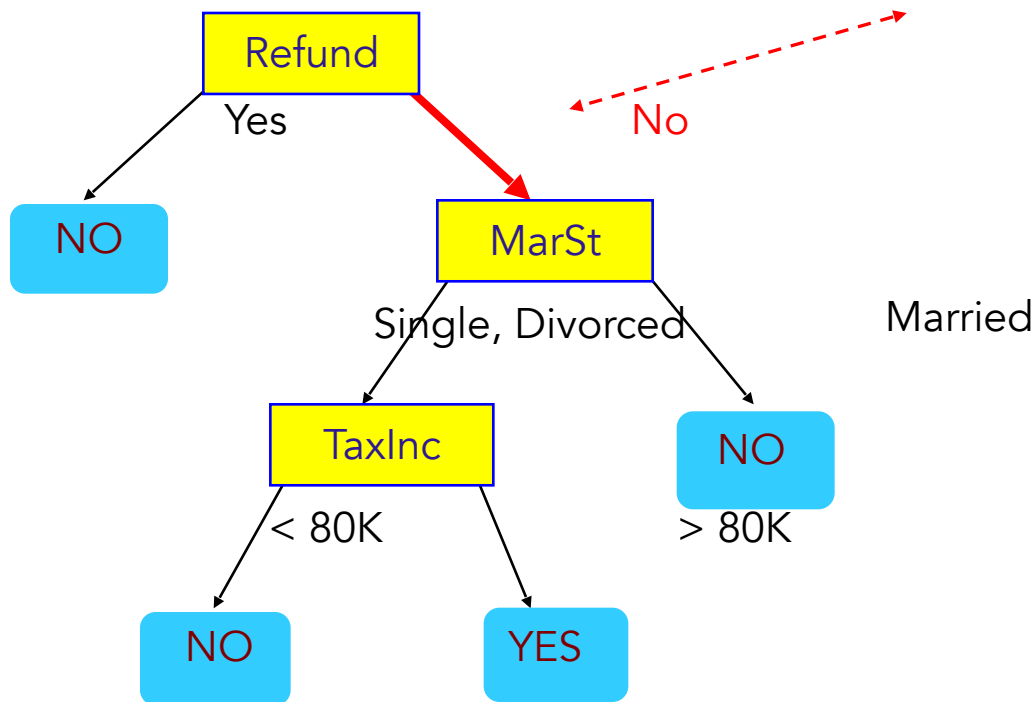 Refund
Yes
No
NO
MarSt
Single, Divorced
Married
TaxInc
NO
< 80K
> 80K
NO
YES